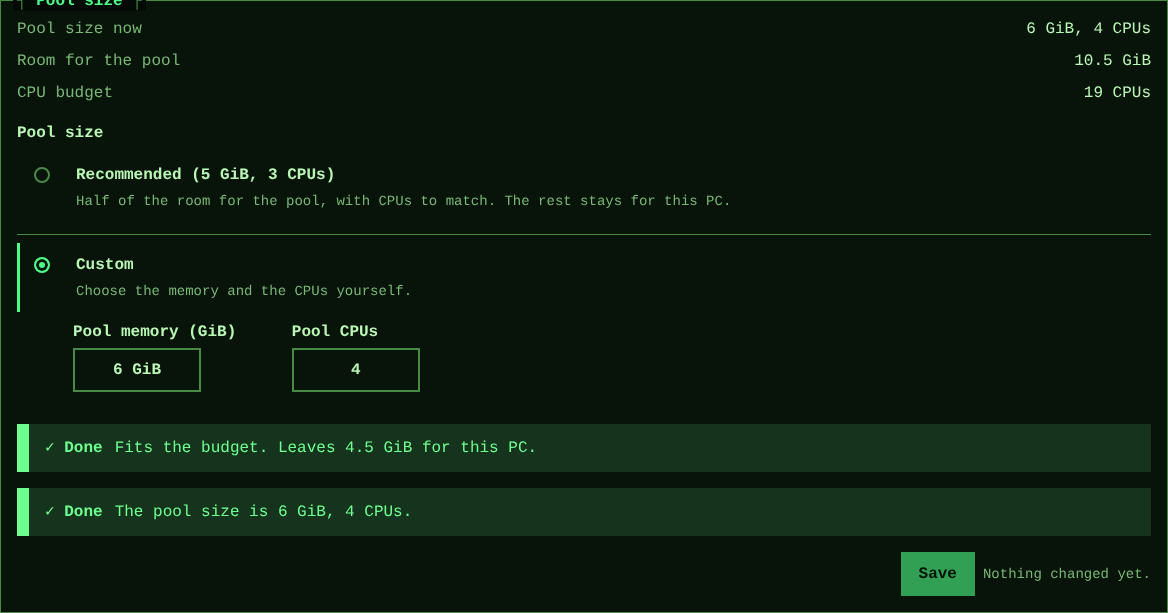 Pool size
Pool size now 6 GiB, 4 CPUs
Room for the pool 10.5 GiB
CPU budget 19 CPUs
Pool size
Recommended (5 GiB, 3 CPUs)
Half of the room for the pool, with CPUs to match. The rest stays for this PC.
Custom
Choose the memory and the CPUs yourself.
Pool memory (GiB) Pool CPUs
6 GiB 4
✓ Done Fits the budget. Leaves 4.5 GiB for this PC.
✓ Done The pool size is 6 GiB, 4 CPUs.
Save Nothing changed yet.